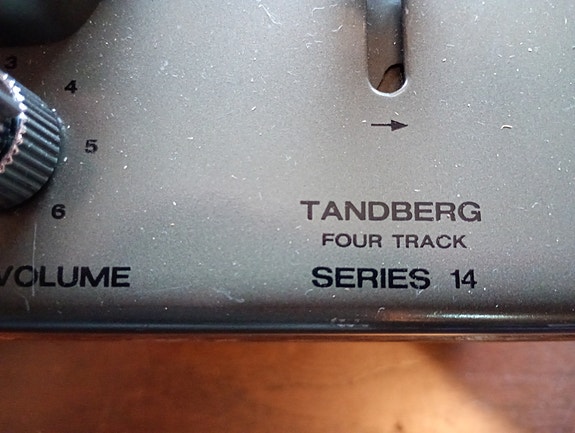 3
4
5
6
VOLUME
TANDBERG
FOUR TRACK
SERIES 14